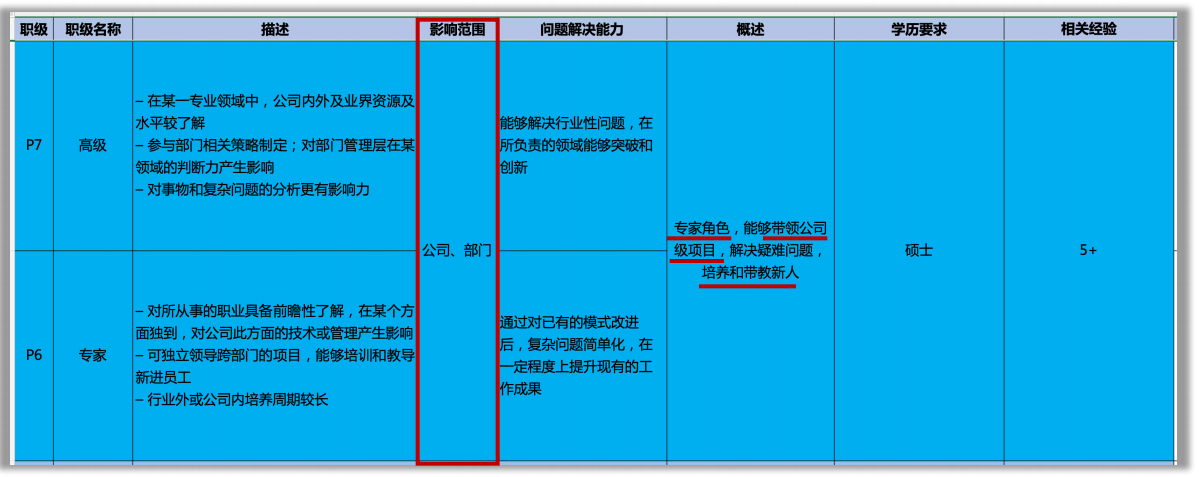 职级 职级名称 描述 影响范围 问题解决能力 概述 学历要求 相关经验
P7
高级
– 在某一专业领域中，公司内外及业界资源及
水平较了解
– 参与部门相关策略制定；对部门管理层在某
领域的判断力产生影响
– 对事物和复杂问题的分析更有影响力
能够解决行业性问题，在
所负责的领域能够突破和
创新
公司、部门
专家角色，能够带领公司
级项目，解决疑难问题，
培养和带教新人
硕士
5+
P6
专家
– 对所从事的职业具备前瞻性了解，在某个方
面独到，对公司此方面的技术或管理产生影响
– 可独立领导跨部门的项目，能够培训和教导
新进员工
– 行业外或公司内培养周期较长
通过对已有的模式改进
后，复杂问题简单化，在
一定程度上提升现有的工
作成果